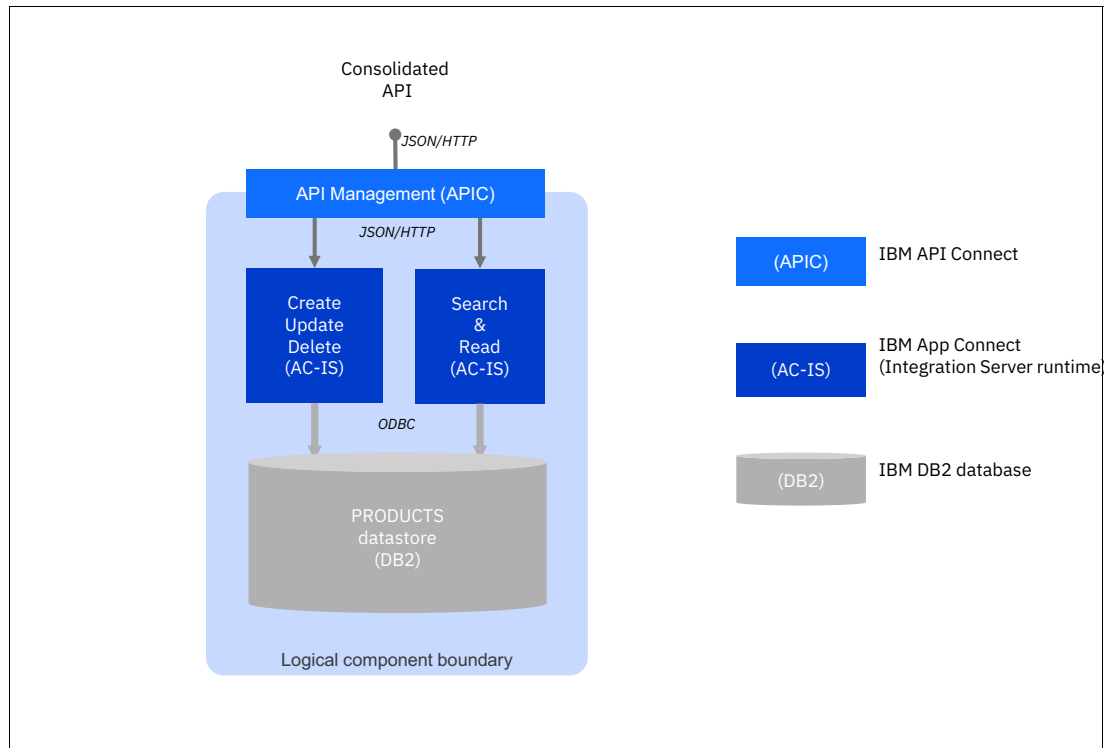 Consolidated
API
JSON/HTTP
API Management (APIC)
JSON/HTTP
Create
Update
Delete
(AC-IS)
Search
&
Read
(AC-IS)
ODBC
PRODUCTS
datastore
(DB2)
Logical component boundary
(APIC)
IBM API Connect
(AC-IS)
IBM App Connect
(Integration Server runtime)
(DB2)
IBM DB2 database